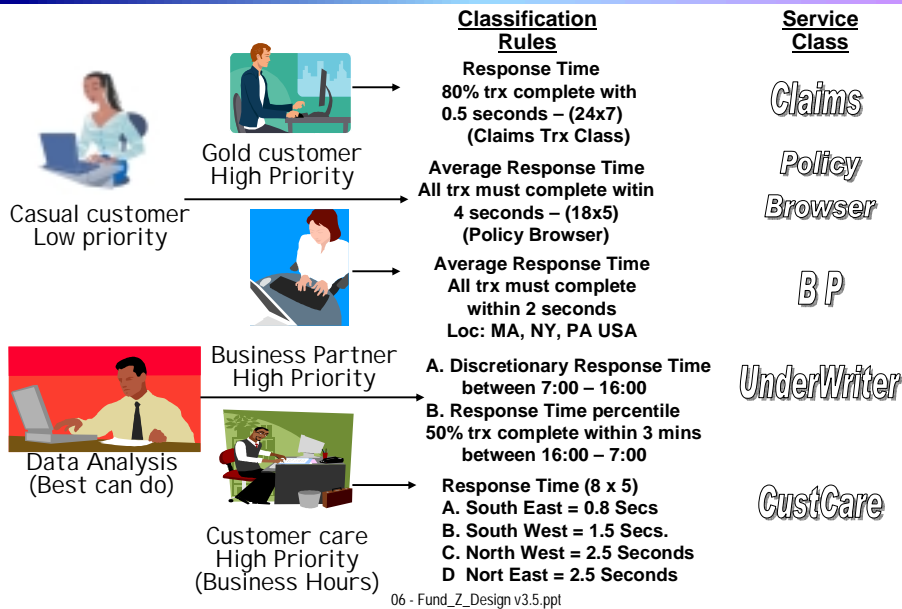 Classification
Rules
Service
Class
Gold customer
High Priority
Response Time
80% trx complete with
0.5 seconds – (24x7)
(Claims Trx Class)
Claims
Casual customer
Low priority
Average Response Time
All trx must complete witin
4 seconds – (18x5)
(Policy Browser)
Policy
Browser
Business Partner
High Priority
Average Response Time
All trx must complete
within 2 seconds
Loc: MA, NY, PA USA
B P
Data Analysis
(Best can do)
A. Discretionary Response Time
between 7:00 – 16:00
B. Response Time percentile
50% trx complete within 3 mins
between 16:00 – 7:00
UnderWriter
Customer care
High Priority
(Business Hours)
Response Time (8 x 5)
A. South East = 0.8 Secs
B. South West = 1.5 Secs.
C. North West = 2.5 Seconds
D Nort East = 2.5 Seconds
CustCare
06 - Fund_Z_Design v3.5.ppt